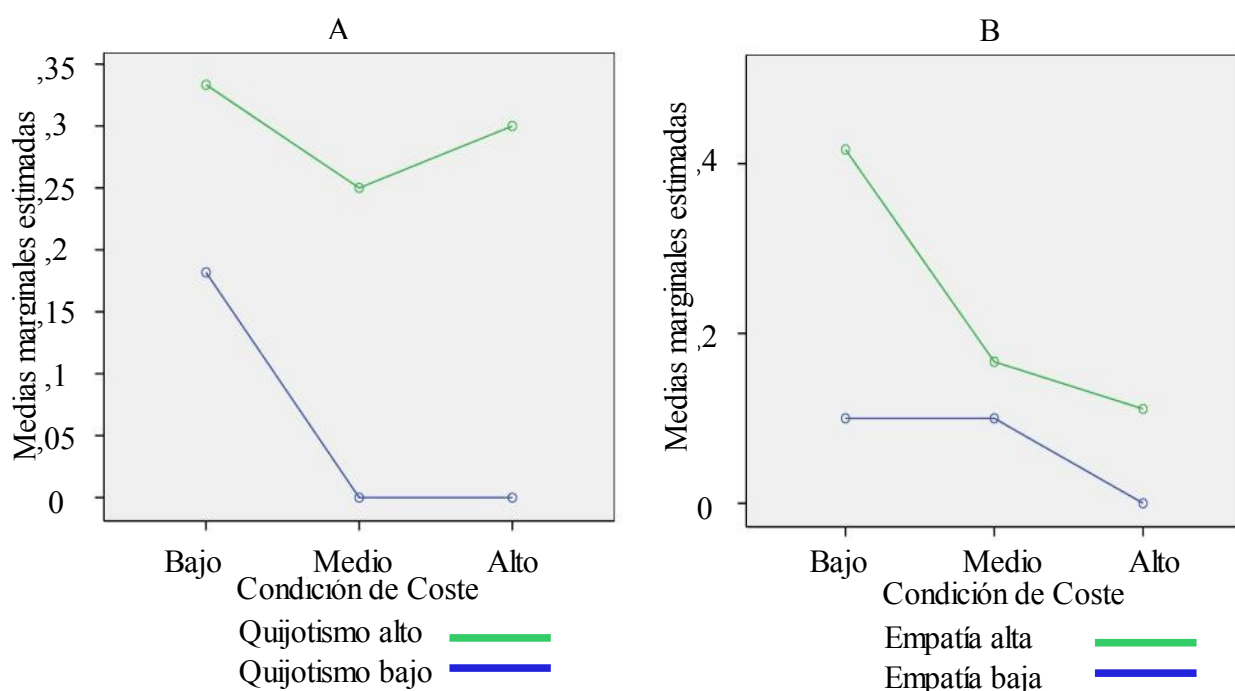 A
Medias marginales estimadas
,35
,3
,25
,2
,15
,1
,05
0
Bajo Medio Alto
Condición de Coste
Quijotismo alto
Quijotismo bajo
B
Medias marginales estimadas
,4
,2
0
Bajo Medio Alto
Condición de Coste
Empatía alta
Empatía baja